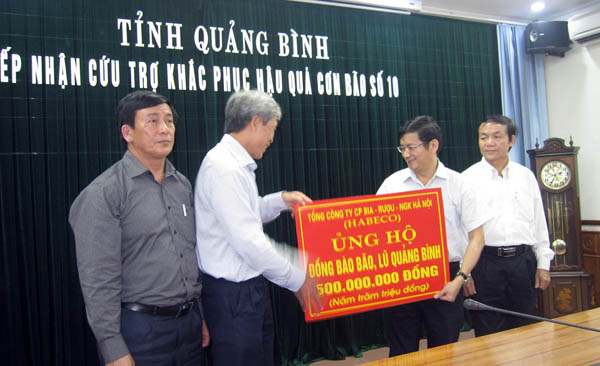 TỈNH QUẢNG BÌNH
ẾP NHẬN CỨU TRỢ KHẮC PHỤC HẬU QUẢ CƠN BÃO SỐ 10
TỔNG CÔNG TY CP BIA - RƯỢU - NGK HÀ NỘI
(HABECO)
ỦNG HỘ
ĐỒNG BÀO BÃO, LŨ QUẢNG BÌNH
500.000.000 ĐỒNG
(Năm trăm triệu đồng)